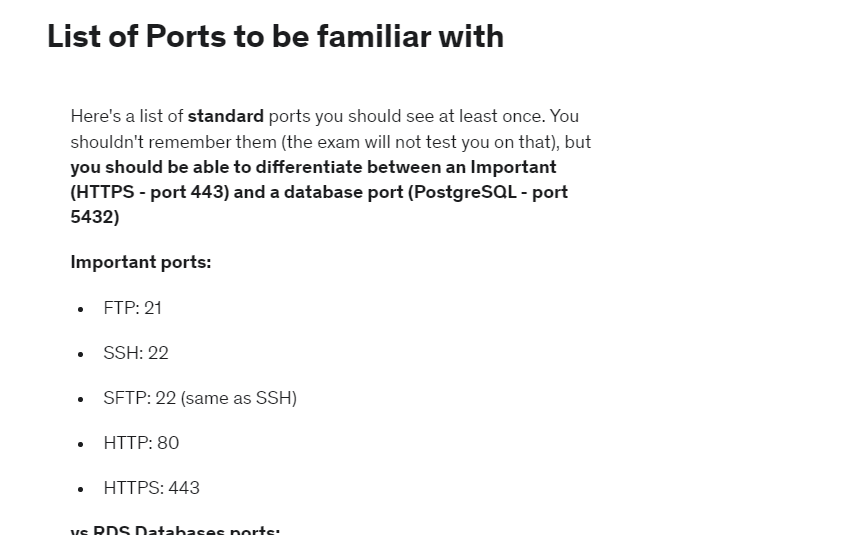 List of Ports to be familiar with
Here's a list of standard ports you should see at least once. You
shouldn't remember them (the exam will not test you on that), but
you should be able to differentiate between an Important
(HTTPS - port 443) and a database port (PostgreSQL - port
5432)
Important ports:
• FTP: 21
• SSH: 22
• SFTP: 22 (same as SSH)
• HTTP: 80
• HTTPS: 443
vs RDS Databases ports: